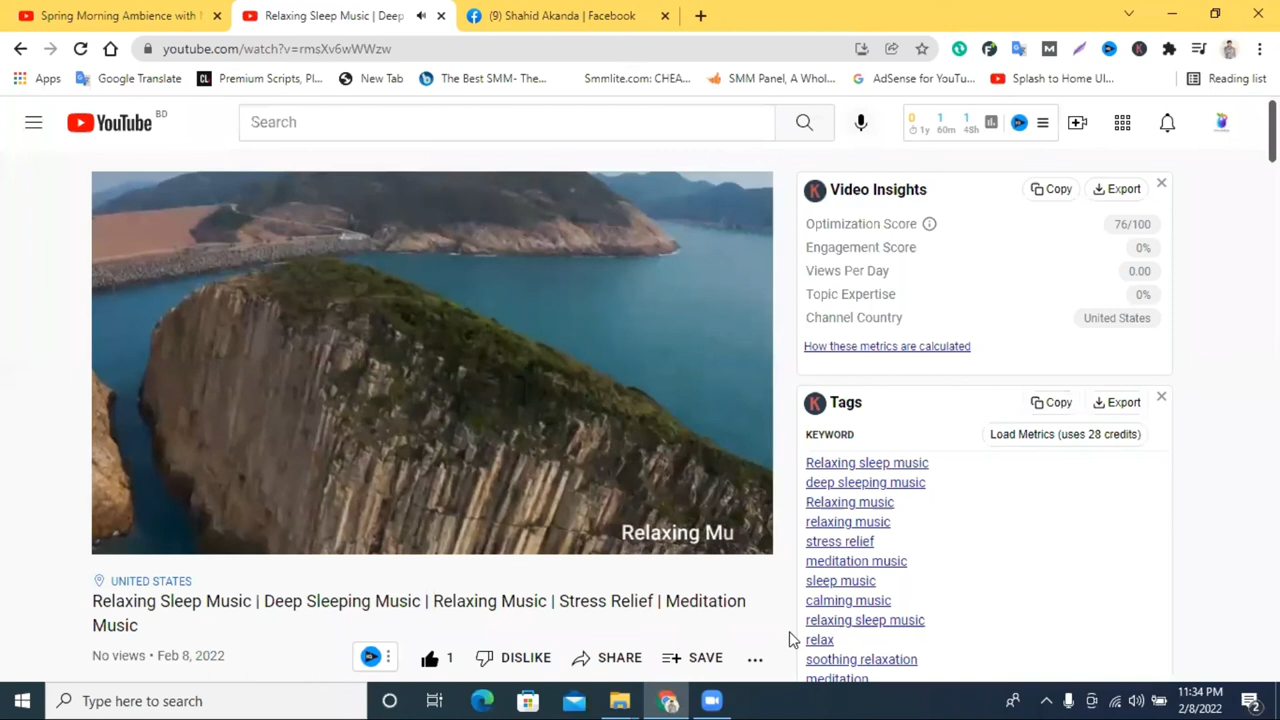 Spring Morning Ambience with
Relaxing Sleep Music | Deep
(9) Shahid Akanda | Facebook
youtube.com/watch?v=rmsXv6wWWzw
Apps
Google Translate
Premium Scripts, Pl...
New Tab
The Best SMM- The...
Smmlite.com: CHEA...
SMM Panel, A Whol...
AdSense for YouTu...
Splash to Home UI...
Reading list
YouTube BD
Search
0 1 1
1y 60m 48h
Relaxing Mu
UNITED STATES
Relaxing Sleep Music | Deep Sleeping Music | Relaxing Music | Stress Relief | Meditation
Music
No views • Feb 8, 2022
1
DISLIKE
SHARE
SAVE
K Video Insights
Copy
Export
Optimization Score 76/100
Engagement Score 0%
Views Per Day 0.00
Topic Expertise 0%
Channel Country United States
How these metrics are calculated
K Tags
Copy
Export
KEYWORD
Load Metrics (uses 28 credits)
Relaxing sleep music
deep sleeping music
Relaxing music
relaxing music
stress relief
meditation music
sleep music
calming music
relaxing sleep music
relax
soothing relaxation
meditation
Type here to search
11:34 PM
2/8/2022
2